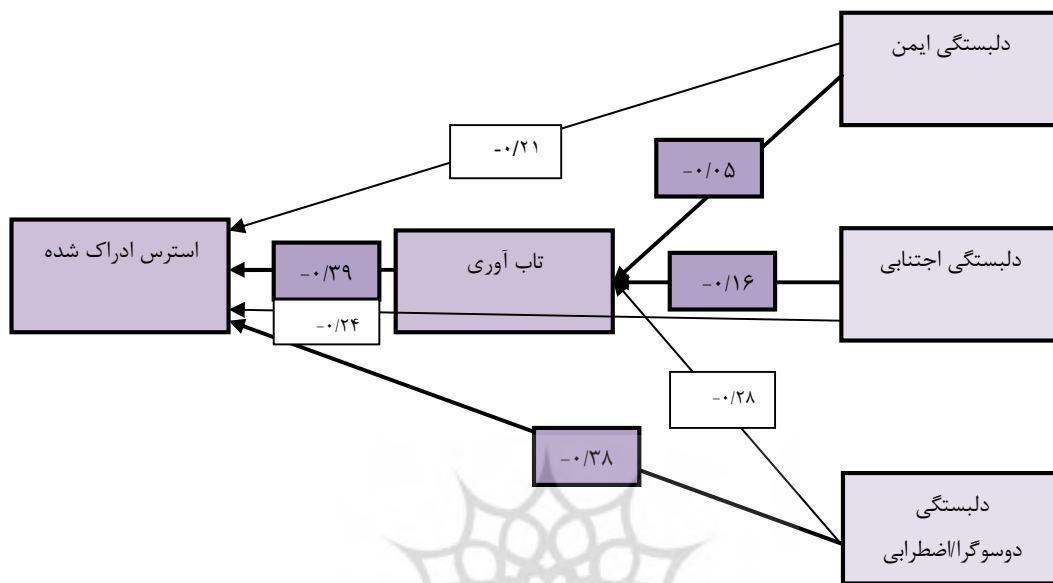 دلبستگی ایمن
-۰/۲۱
-۰/۰۵
استرس ادراک شده
-۰/۳۹
تاب آوری
-۰/۱۶
دلبستگی اجتنابی
-۰/۲۴
-۰/۲۸
-۰/۳۸
دلبستگی
دوسوگرا/اضطرابی